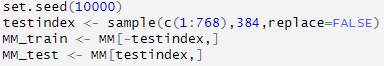 set.seed(10000)
testindex <- sample(c(1:768),384,replace=FALSE)
MM_train <- MM[-testindex,]
MM_test <- MM[testindex,]